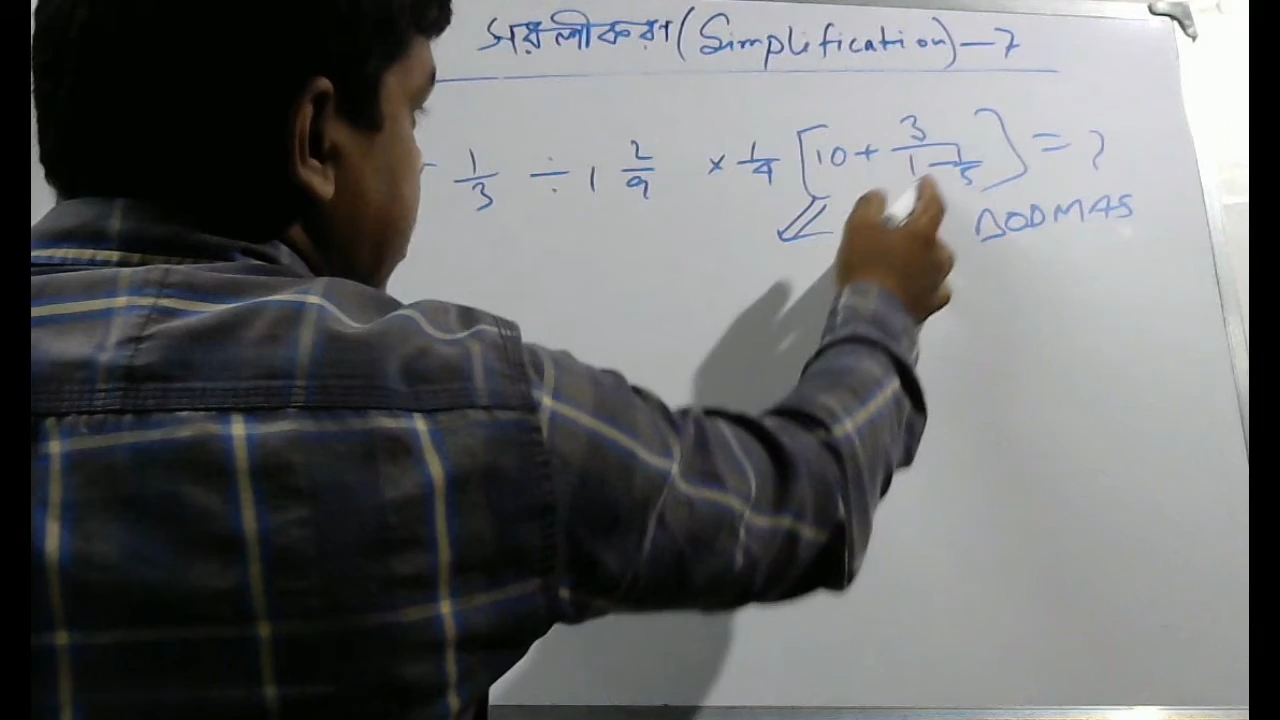 সরলীকরণ (Simplification) – 7
- 1/3 ÷ 1 2/9 × 1/4 [10 + 3/(1 - 1/5)] = ?
BODMAS